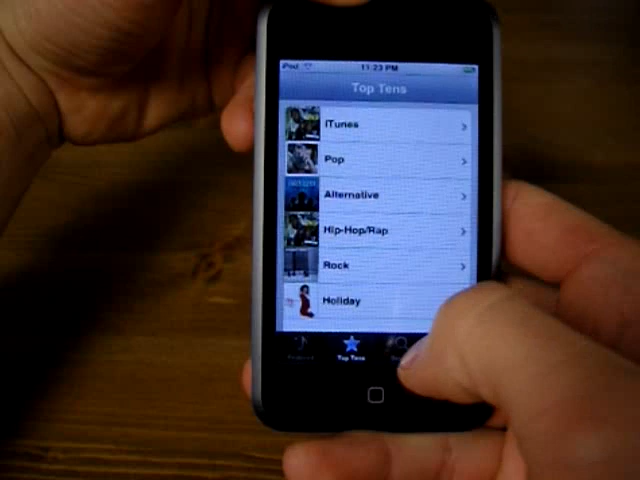 iPod 11:23 PM
Top Tens
iTunes
Pop
Alternative
Hip-Hop/Rap
Rock
Holiday
Top Tens